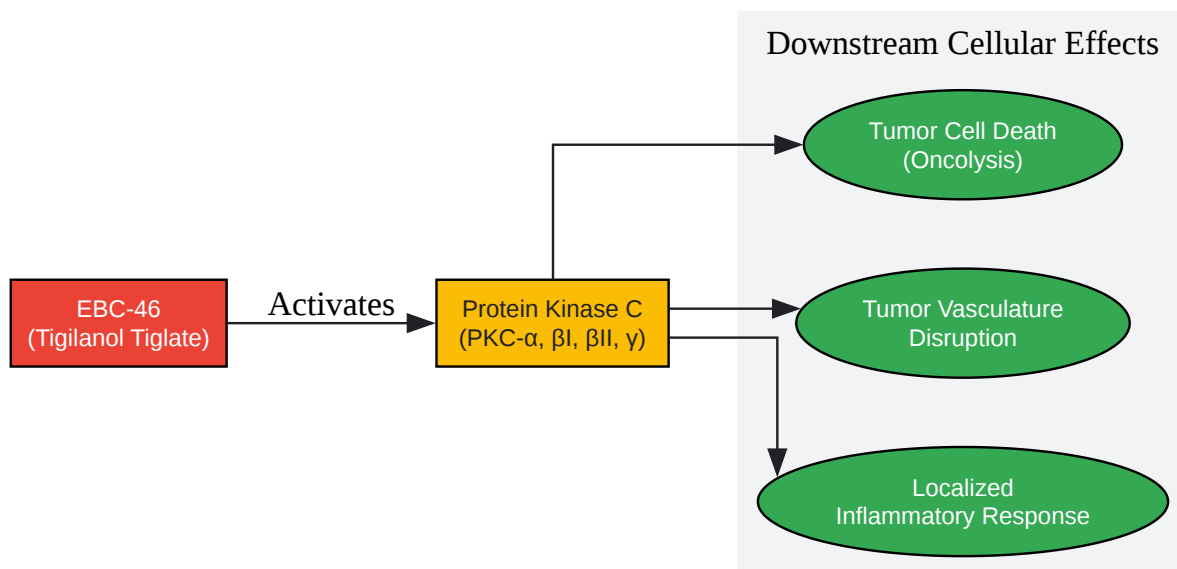 Downstream Cellular Effects
Tumor Cell Death
(Oncolysis)
EBC-46
(Tigilanol Tiglate)
Activates
Protein Kinase C
(PKC-α, βI, βII, γ)
Tumor Vasculature
Disruption
Localized
Inflammatory Response